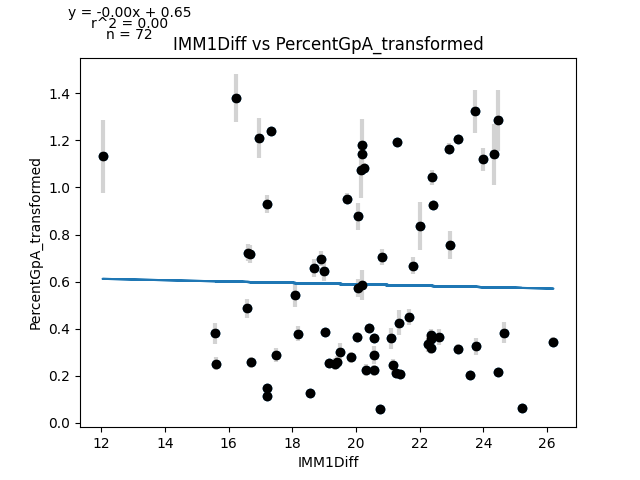 y = -0.00x + 0.65
r^2 = 0.00
n = 72
IMM1Diff vs PercentGpA_transformed
PercentGpA_transformed
1.4
1.2
1.0
0.8
0.6
0.4
0.2
0.0
12 14 16 18 20 22 24 26
IMM1Diff